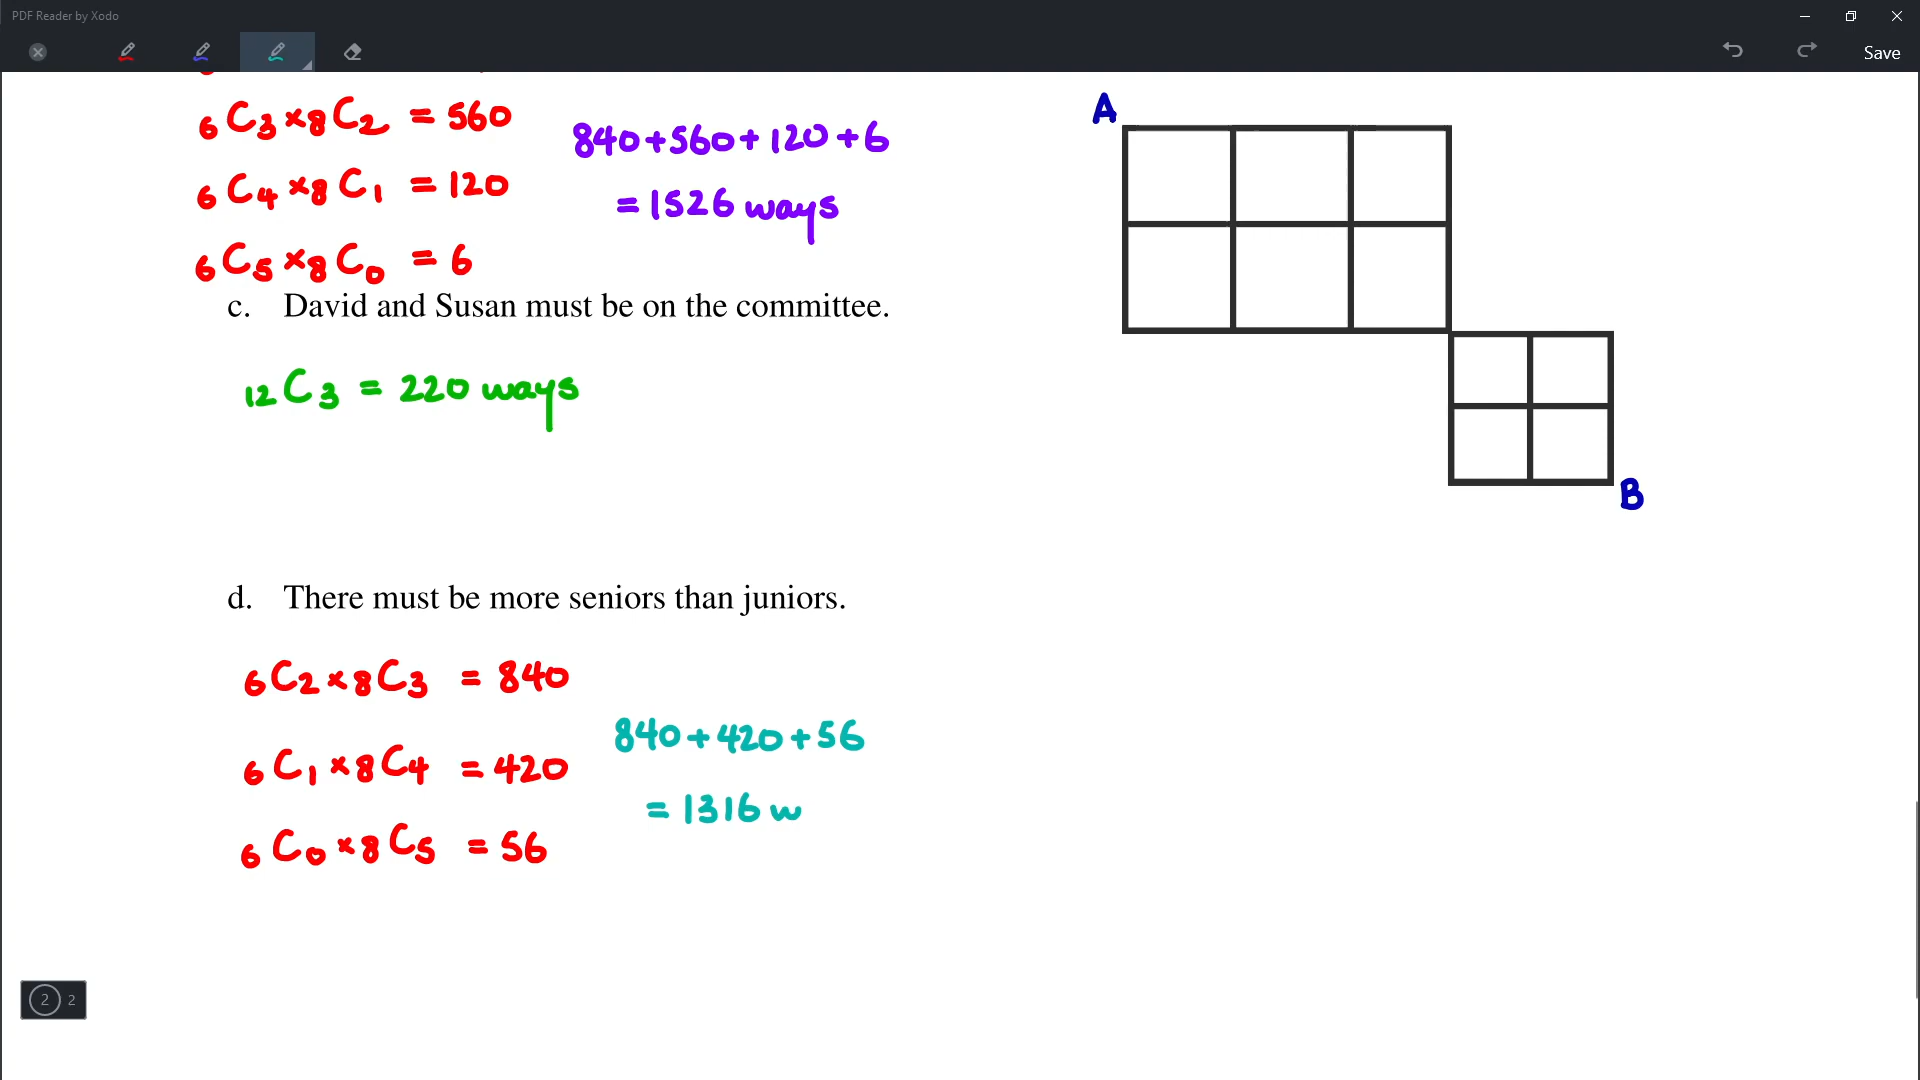 PDF Reader by Xodo
Save
₆C₃×₈C₂ = 560
₆C₄×₈C₁ = 120
₆C₅×₈C₀ = 6
840+560+120+6
= 1526 ways
c. David and Susan must be on the committee.
₁₂C₃ = 220 ways
d. There must be more seniors than juniors.
₆C₂×₈C₃ = 840
₆C₁×₈C₄ = 420
₆C₀×₈C₅ = 56
840+420+56
= 1316 w
A
B
2 2